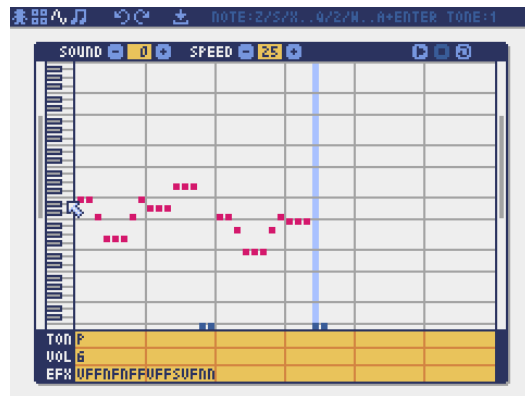 NOTE:Z/S/X..Q/2/W..A+ENTER TONE:1
SOUND 0 SPEED 25
TON P
VOL 6
EFX VFFNFNFFVFFSVFNN